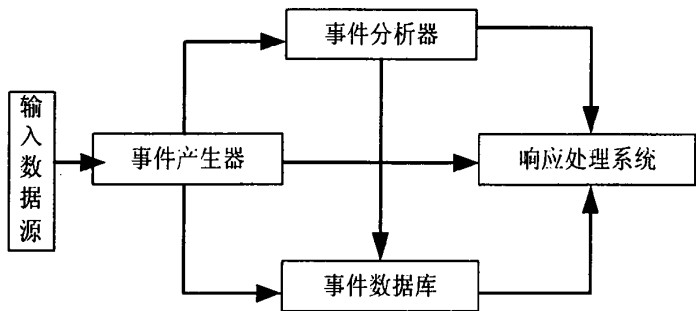 事件分析器
输入数据源
事件产生器
响应处理系统
事件数据库